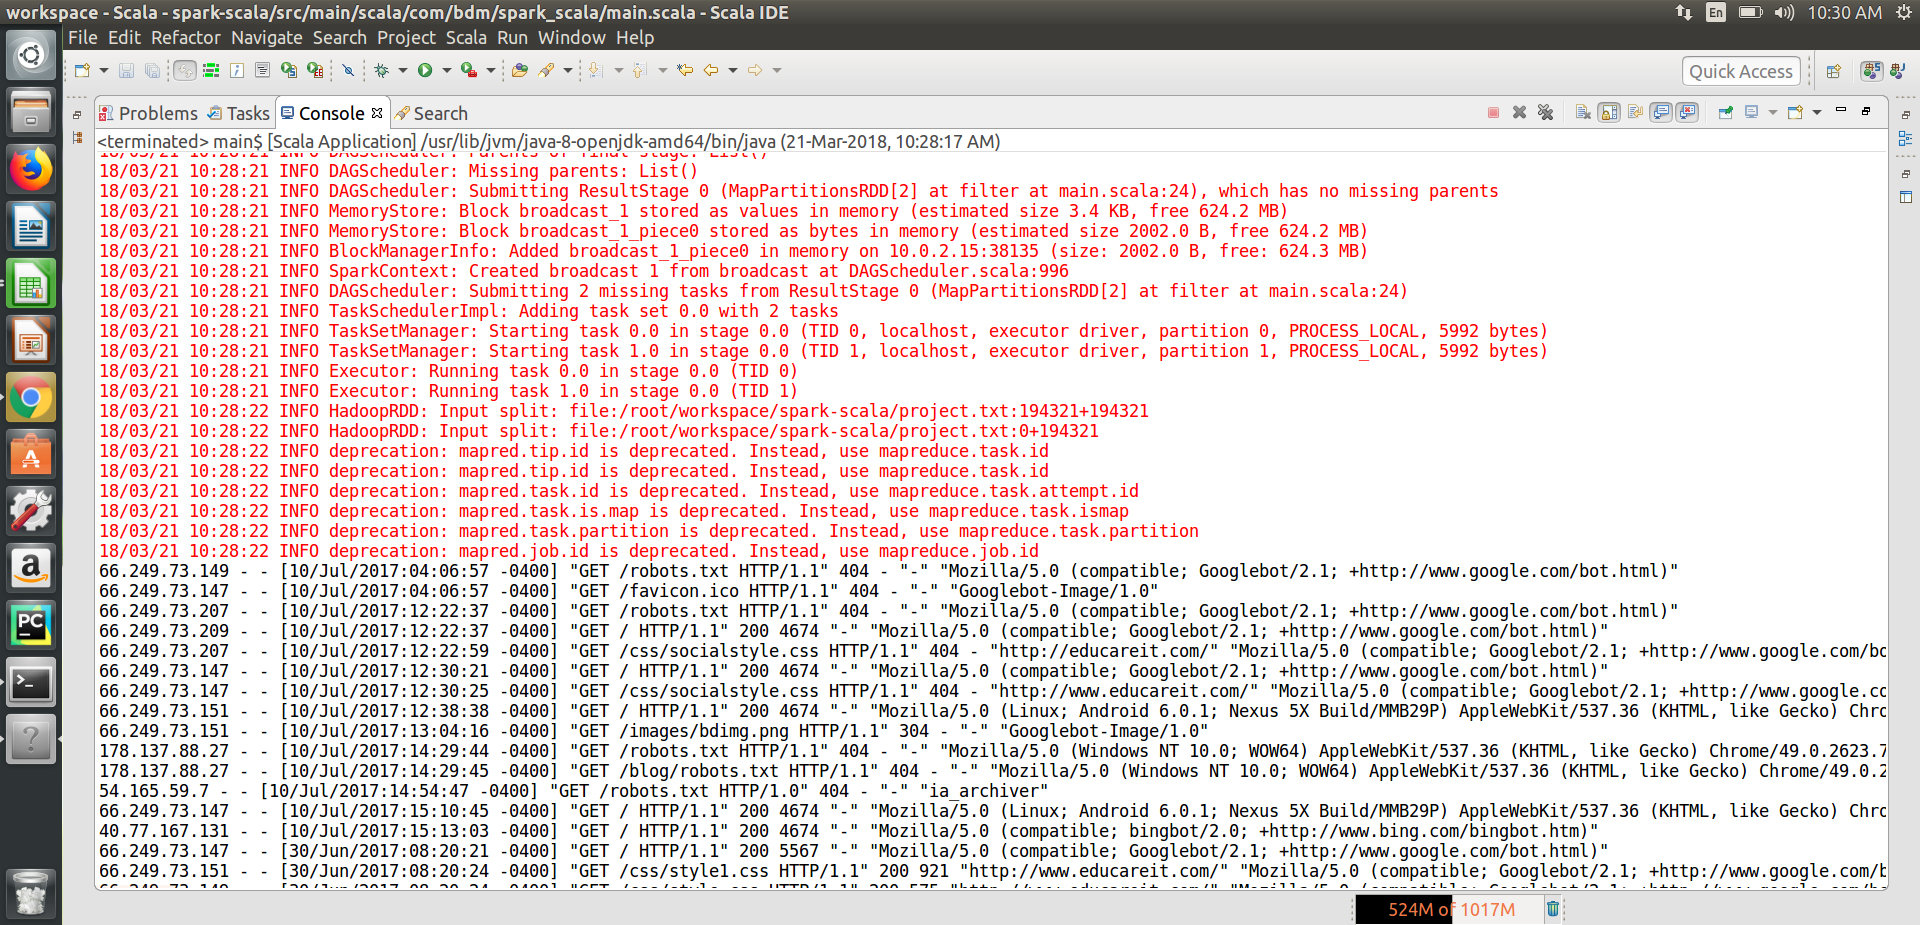 workspace - Scala - spark-scala/src/main/scala/com/bdm/spark_scala/main.scala - Scala IDE
En
10:30 AM
File Edit Refactor Navigate Search Project Scala Run Window Help
Quick Access
Problems Tasks Console Search
<terminated> main$ [Scala Application] /usr/lib/jvm/java-8-openjdk-amd64/bin/java (21-Mar-2018, 10:28:17 AM)
18/03/21 10:28:21 INFO DAGScheduler: Parents of final stage: List()
18/03/21 10:28:21 INFO DAGScheduler: Missing parents: List()
18/03/21 10:28:21 INFO DAGScheduler: Submitting ResultStage 0 (MapPartitionsRDD[2] at filter at main.scala:24), which has no missing parents
18/03/21 10:28:21 INFO MemoryStore: Block broadcast_1 stored as values in memory (estimated size 3.4 KB, free 624.2 MB)
18/03/21 10:28:21 INFO MemoryStore: Block broadcast_1_piece0 stored as bytes in memory (estimated size 2002.0 B, free 624.2 MB)
18/03/21 10:28:21 INFO BlockManagerInfo: Added broadcast_1_piece0 in memory on 10.0.2.15:38135 (size: 2002.0 B, free: 624.3 MB)
18/03/21 10:28:21 INFO SparkContext: Created broadcast 1 from broadcast at DAGScheduler.scala:996
18/03/21 10:28:21 INFO DAGScheduler: Submitting 2 missing tasks from ResultStage 0 (MapPartitionsRDD[2] at filter at main.scala:24)
18/03/21 10:28:21 INFO TaskSchedulerImpl: Adding task set 0.0 with 2 tasks
18/03/21 10:28:21 INFO TaskSetManager: Starting task 0.0 in stage 0.0 (TID 0, localhost, executor driver, partition 0, PROCESS_LOCAL, 5992 bytes)
18/03/21 10:28:21 INFO TaskSetManager: Starting task 1.0 in stage 0.0 (TID 1, localhost, executor driver, partition 1, PROCESS_LOCAL, 5992 bytes)
18/03/21 10:28:21 INFO Executor: Running task 0.0 in stage 0.0 (TID 0)
18/03/21 10:28:21 INFO Executor: Running task 1.0 in stage 0.0 (TID 1)
18/03/21 10:28:22 INFO HadoopRDD: Input split: file:/root/workspace/spark-scala/project.txt:194321+194321
18/03/21 10:28:22 INFO HadoopRDD: Input split: file:/root/workspace/spark-scala/project.txt:0+194321
18/03/21 10:28:22 INFO deprecation: mapred.tip.id is deprecated. Instead, use mapreduce.task.id
18/03/21 10:28:22 INFO deprecation: mapred.tip.id is deprecated. Instead, use mapreduce.task.id
18/03/21 10:28:22 INFO deprecation: mapred.task.id is deprecated. Instead, use mapreduce.task.attempt.id
18/03/21 10:28:22 INFO deprecation: mapred.task.is.map is deprecated. Instead, use mapreduce.task.ismap
18/03/21 10:28:22 INFO deprecation: mapred.task.partition is deprecated. Instead, use mapreduce.task.partition
18/03/21 10:28:22 INFO deprecation: mapred.job.id is deprecated. Instead, use mapreduce.job.id
66.249.73.149 - - [10/Jul/2017:04:06:57 -0400] "GET /robots.txt HTTP/1.1" 404 - "-" "Mozilla/5.0 (compatible; Googlebot/2.1; +http://www.google.com/bot.html)"
66.249.73.147 - - [10/Jul/2017:04:06:57 -0400] "GET /favicon.ico HTTP/1.1" 404 - "-" "Googlebot-Image/1.0"
66.249.73.207 - - [10/Jul/2017:12:22:37 -0400] "GET /robots.txt HTTP/1.1" 404 - "-" "Mozilla/5.0 (compatible; Googlebot/2.1; +http://www.google.com/bot.html)"
66.249.73.209 - - [10/Jul/2017:12:22:37 -0400] "GET / HTTP/1.1" 200 4674 "-" "Mozilla/5.0 (compatible; Googlebot/2.1; +http://www.google.com/bot.html)"
66.249.73.207 - - [10/Jul/2017:12:22:59 -0400] "GET /css/socialstyle.css HTTP/1.1" 404 - "http://educareit.com/" "Mozilla/5.0 (compatible; Googlebot/2.1; +http://www.google.com/bo
66.249.73.147 - - [10/Jul/2017:12:30:21 -0400] "GET / HTTP/1.1" 200 4674 "-" "Mozilla/5.0 (compatible; Googlebot/2.1; +http://www.google.com/bot.html)"
66.249.73.147 - - [10/Jul/2017:12:30:25 -0400] "GET /css/socialstyle.css HTTP/1.1" 404 - "http://www.educareit.com/" "Mozilla/5.0 (compatible; Googlebot/2.1; +http://www.google.co
66.249.73.151 - - [10/Jul/2017:12:38:38 -0400] "GET / HTTP/1.1" 200 4674 "-" "Mozilla/5.0 (Linux; Android 6.0.1; Nexus 5X Build/MMB29P) AppleWebKit/537.36 (KHTML, like Gecko) Chro
66.249.73.151 - - [10/Jul/2017:13:04:16 -0400] "GET /images/bdimg.png HTTP/1.1" 304 - "-" "Googlebot-Image/1.0"
178.137.88.27 - - [10/Jul/2017:14:29:44 -0400] "GET /robots.txt HTTP/1.1" 404 - "-" "Mozilla/5.0 (Windows NT 10.0; WOW64) AppleWebKit/537.36 (KHTML, like Gecko) Chrome/49.0.2623.7
178.137.88.27 - - [10/Jul/2017:14:29:45 -0400] "GET /blog/robots.txt HTTP/1.1" 404 - "-" "Mozilla/5.0 (Windows NT 10.0; WOW64) AppleWebKit/537.36 (KHTML, like Gecko) Chrome/49.0.2
54.165.59.7 - - [10/Jul/2017:14:54:47 -0400] "GET /robots.txt HTTP/1.0" 404 - "-" "ia_archiver"
66.249.73.147 - - [10/Jul/2017:15:10:45 -0400] "GET / HTTP/1.1" 200 4674 "-" "Mozilla/5.0 (Linux; Android 6.0.1; Nexus 5X Build/MMB29P) AppleWebKit/537.36 (KHTML, like Gecko) Chro
40.77.167.131 - - [10/Jul/2017:15:13:03 -0400] "GET / HTTP/1.1" 200 4674 "-" "Mozilla/5.0 (compatible; bingbot/2.0; +http://www.bing.com/bingbot.htm)"
66.249.73.147 - - [30/Jun/2017:08:20:21 -0400] "GET / HTTP/1.1" 200 5567 "-" "Mozilla/5.0 (compatible; Googlebot/2.1; +http://www.google.com/bot.html)"
66.249.73.151 - - [30/Jun/2017:08:20:24 -0400] "GET /css/style1.css HTTP/1.1" 200 921 "http://www.educareit.com/" "Mozilla/5.0 (compatible; Googlebot/2.1; +http://www.google.com/b
524M of 1017M